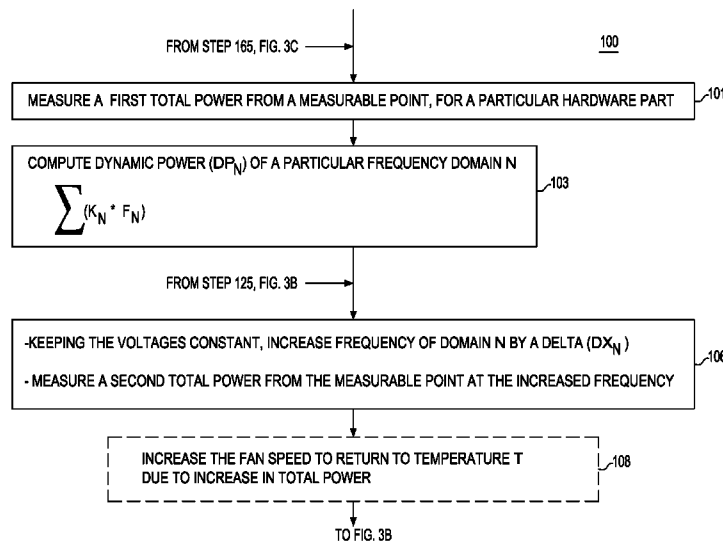 FROM STEP 165, FIG. 3C
100
MEASURE A FIRST TOTAL POWER FROM A MEASURABLE POINT, FOR A PARTICULAR HARDWARE PART
101
COMPUTE DYNAMIC POWER (DPN) OF A PARTICULAR FREQUENCY DOMAIN N
103
∑(KN * FN)
FROM STEP 125, FIG. 3B
-KEEPING THE VOLTAGES CONSTANT, INCREASE FREQUENCY OF DOMAIN N BY A DELTA (DXN)
106
- MEASURE A SECOND TOTAL POWER FROM THE MEASURABLE POINT AT THE INCREASED FREQUENCY
INCREASE THE FAN SPEED TO RETURN TO TEMPERATURE T
108
DUE TO INCREASE IN TOTAL POWER
TO FIG. 3B